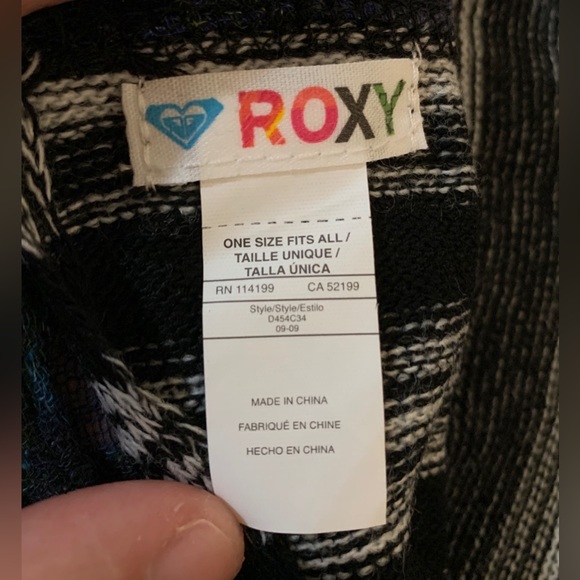 ROXY
ONE SIZE FITS ALL /
TAILLE UNIQUE /
TALLA ÚNICA
RN 114199 CA 52199
Style/Style/Estilo
D454C34
09-09
MADE IN CHINA
FABRIQUÉ EN CHINE
HECHO EN CHINA